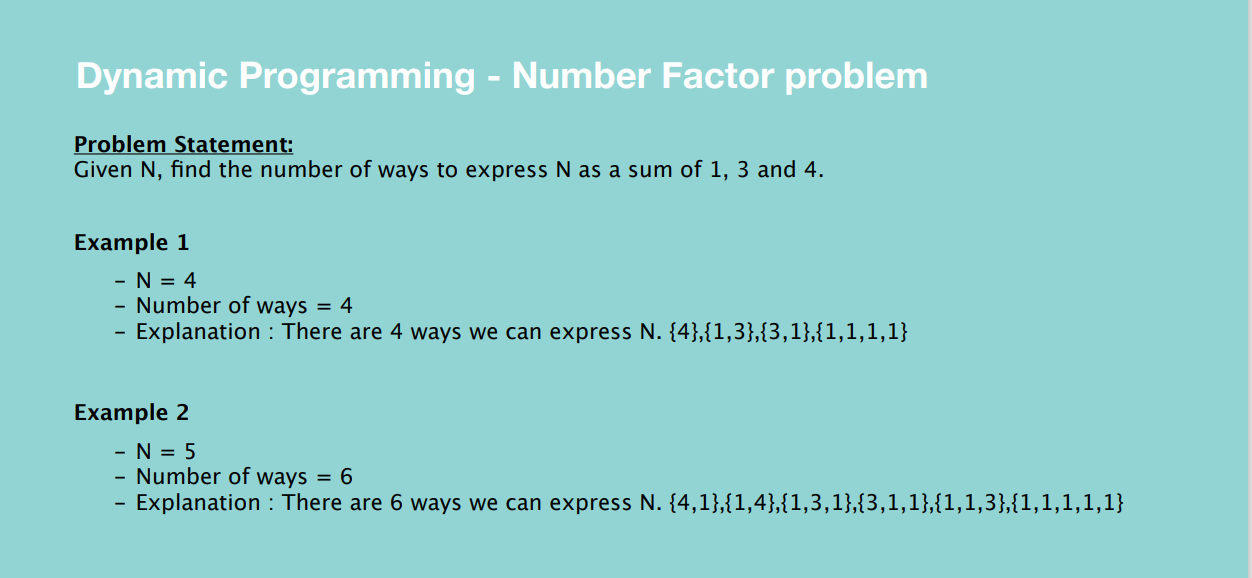 Dynamic Programming - Number Factor problem
Problem Statement:
Given N, find the number of ways to express N as a sum of 1, 3 and 4.
Example 1
– N = 4
– Number of ways = 4
– Explanation : There are 4 ways we can express N. {4},{1,3},{3,1},{1,1,1,1}
Example 2
– N = 5
– Number of ways = 6
– Explanation : There are 6 ways we can express N. {4,1},{1,4},{1,3,1},{3,1,1},{1,1,3},{1,1,1,1,1}